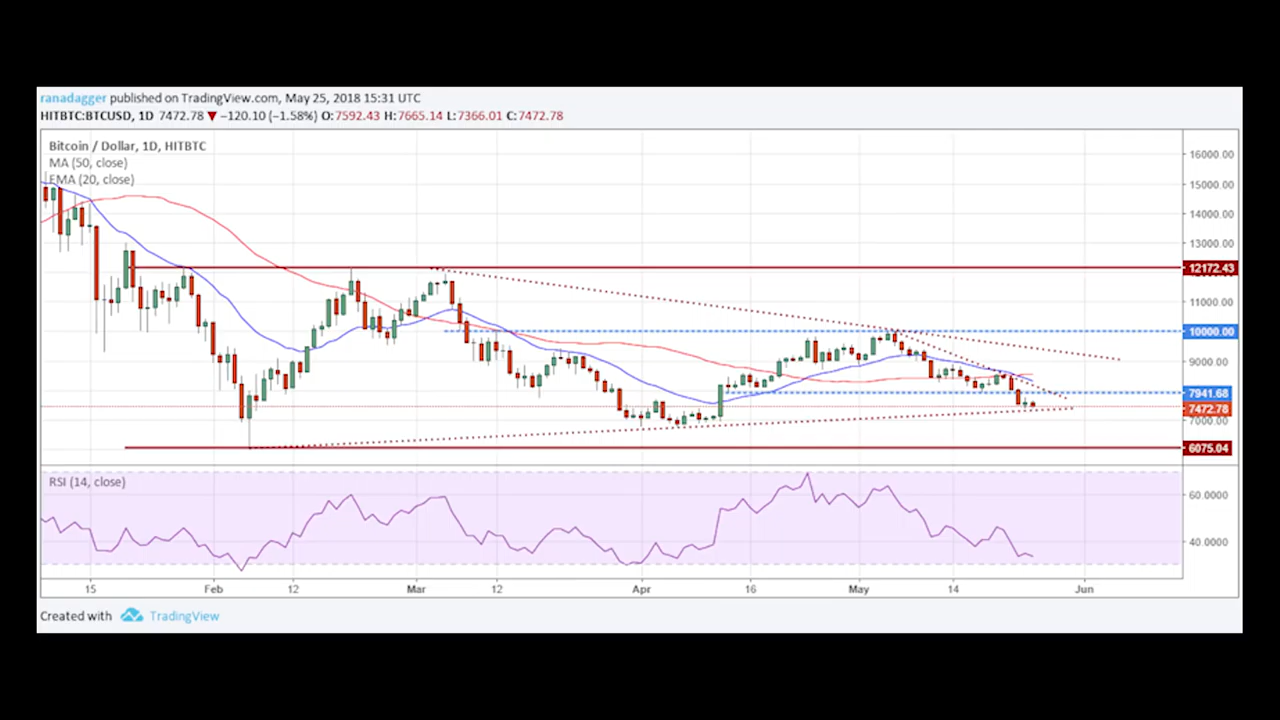 ranadagger published on TradingView.com, May 25, 2018 15:31 UTC
HITBTC:BTCUSD, 1D 7472.78 ▼ −120.10 (−1.58%) O:7592.43 H:7665.14 L:7366.01 C:7472.78
Bitcoin / Dollar, 1D, HITBTC
MA (50, close)
EMA (20, close)
16000.00
15000.00
14000.00
13000.00
12172.43
11000.00
10000.00
9000.00
7941.68
7472.78
7000.00
6075.04
RSI (14, close)
60.0000
40.0000
15 Feb 12 Mar 12 Apr 16 May 14 Jun
Created with TradingView